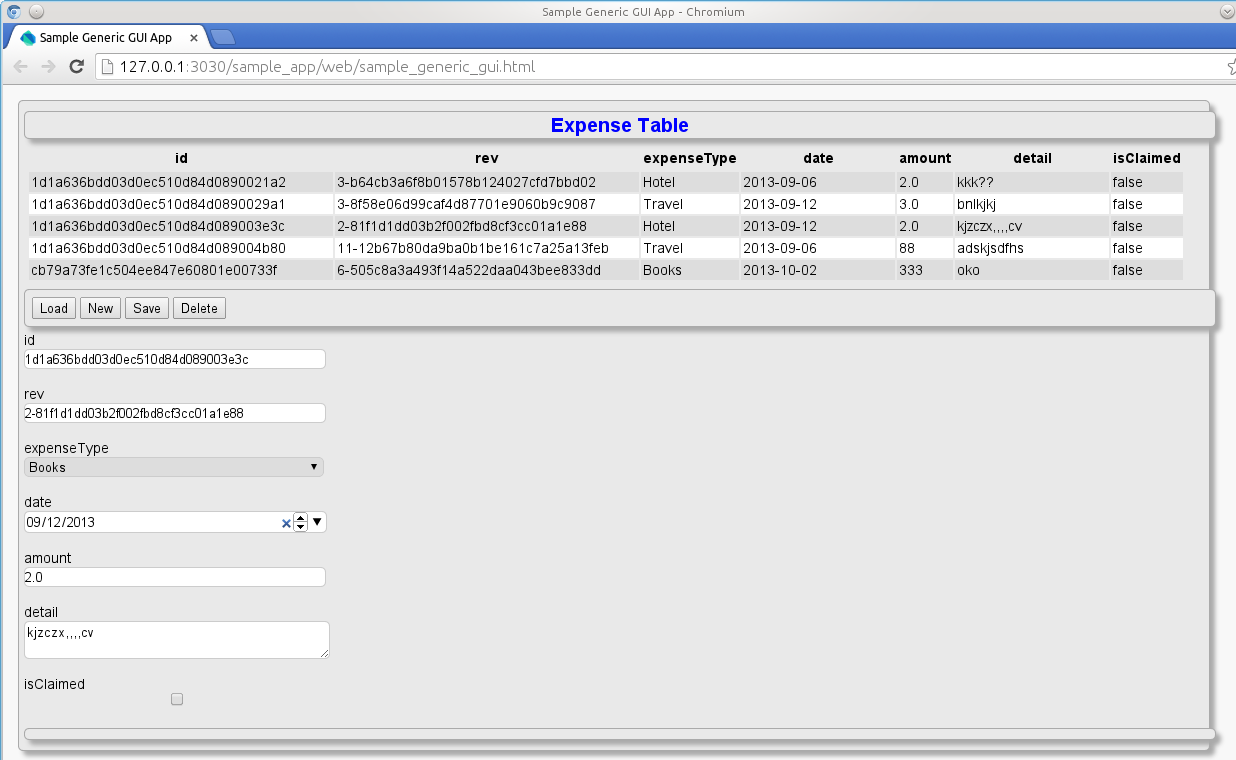 Sample Generic GUI App - Chromium
Sample Generic GUI App
127.0.0.1:3030/sample_app/web/sample_generic_gui.html
Expense Table
id rev expenseType date amount detail isClaimed
1d1a636bdd03d0ec510d84d0890021a2 3-b64cb3a6f8b01578b124027cfd7bbd02 Hotel 2013-09-06 2.0 kkk?? false
1d1a636bdd03d0ec510d84d0890029a1 3-8f58e06d99caf4d87701e9060b9c9087 Travel 2013-09-12 3.0 bnlkjkj false
1d1a636bdd03d0ec510d84d089003e3c 2-81f1d1dd03b2f002fbd8cf3cc01a1e88 Hotel 2013-09-12 2.0 kjzczx,,,,cv false
1d1a636bdd03d0ec510d84d089004b80 11-12b67b80da9ba0b1be161c7a25a13feb Travel 2013-09-06 88 adskjsdfhs false
cb79a73fe1c504ee847e60801e00733f 6-505c8a3a493f14a522daa043bee833dd Books 2013-10-02 333 oko false
Load New Save Delete
id
1d1a636bdd03d0ec510d84d089003e3c
rev
2-81f1d1dd03b2f002fbd8cf3cc01a1e88
expenseType
Books
date
09/12/2013
amount
2.0
detail
kjzczx,,,,cv
isClaimed